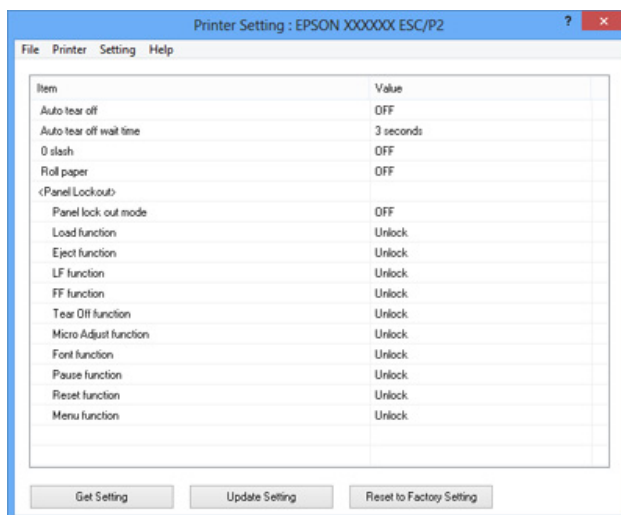 Printer Setting : EPSON XXXXXX ESC/P2 ? ×
File Printer Setting Help
Item Value
Auto tear off OFF
Auto tear off wait time 3 seconds
0 slash OFF
Roll paper OFF
<Panel Lockout>
Panel lock out mode OFF
Load function Unlock
Eject function Unlock
LF function Unlock
FF function Unlock
Tear Off function Unlock
Micro Adjust function Unlock
Font function Unlock
Pause function Unlock
Reset function Unlock
Menu function Unlock
Get Setting Update Setting Reset to Factory Setting